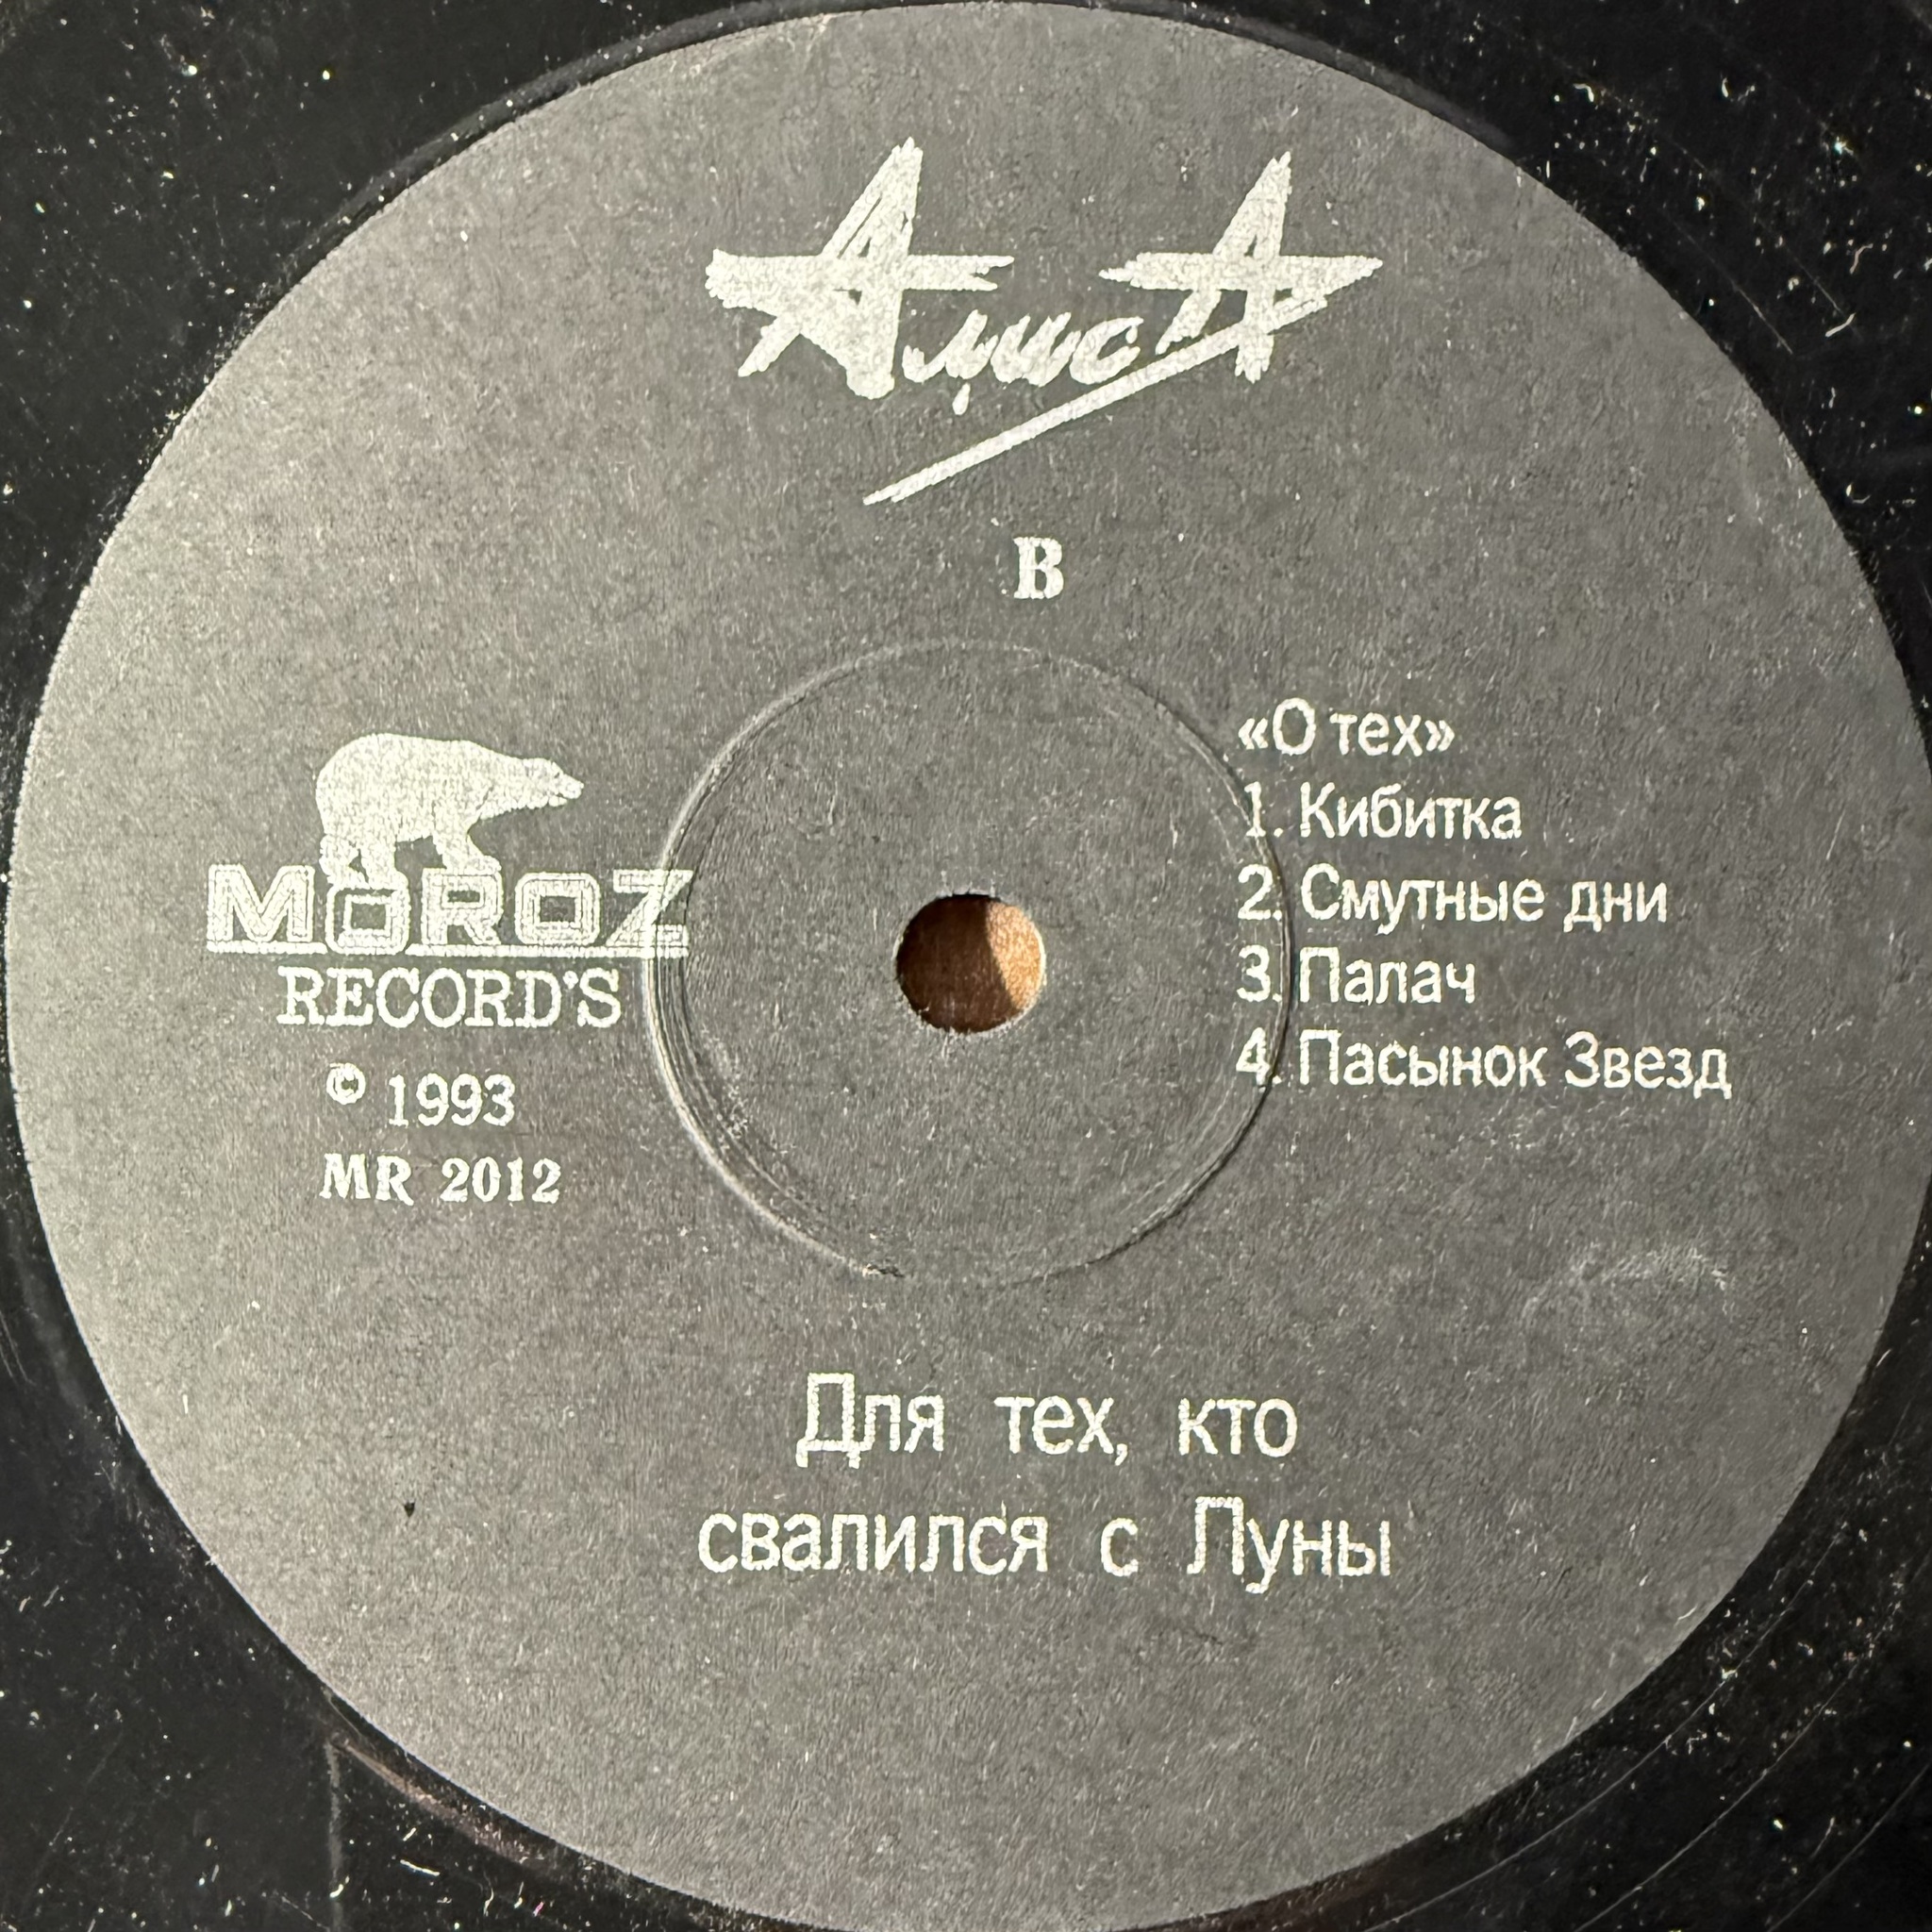 АлисА
В
«О тех»
1. Кибитка
2. Смутные дни
3. Палач
4. Пасынок Звезд
MOROZ
RECORD'S
© 1993
MR 2012
Для тех, кто
свалился с Луны